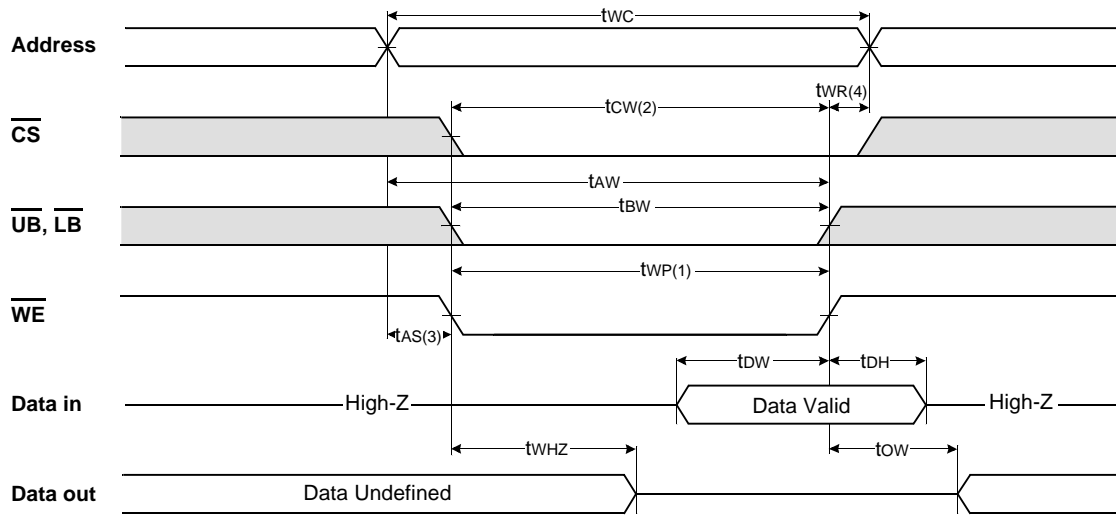 tWC
Address
tCW(2)
tWR(4)
CS
tAW
UB, LB
tBW
tWP(1)
WE
tAS(3)
tDW
tDH
Data in
High-Z
Data Valid
High-Z
tWHZ
tOW
Data out
Data Undefined